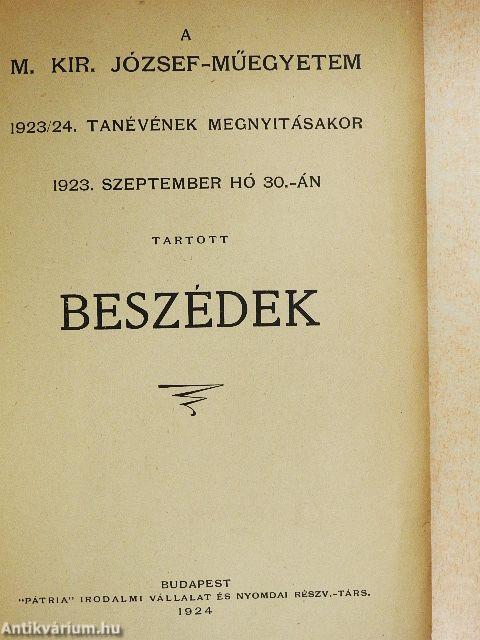 A
M. KIR. JÓZSEF-MŰEGYETEM
1923/24. TANÉVÉNEK MEGNYITÁSAKOR
1923. SZEPTEMBER HÓ 30.-ÁN
TARTOTT
BESZÉDEK
BUDAPEST
"PÁTRIA" IRODALMI VÁLLALAT ÉS NYOMDAI RÉSZV.-TÁRS.
1924
Antikvárium.hu